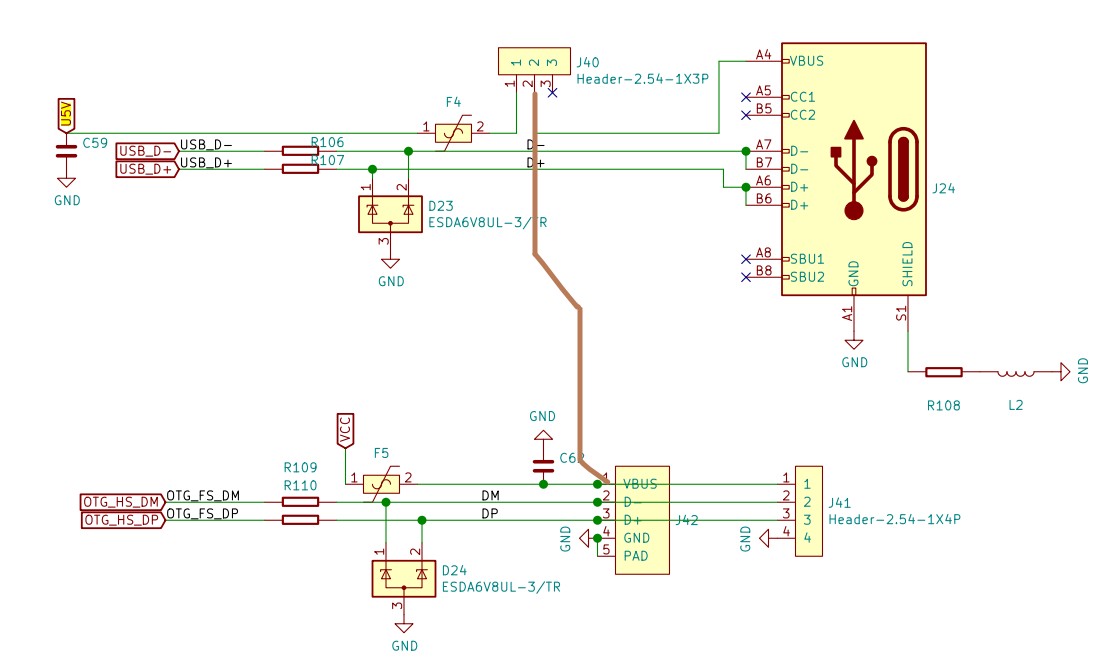 J40
Header-2.54-1X3P
1 2 3
1 2 3
U5V
C59
GND
F4
1 2
USB_D-
USB_D-
R106
USB_D+
USB_D+
R107
D-
D+
1 2
D23
ESDA6V8UL-3/TR
3
GND
A4 VBUS
A5 CC1
B5 CC2
A7 D-
B7 D-
A6 D+
B6 D+
A8 SBU1
B8 SBU2
GND
SHIELD
J24
A1
S1
GND
R108
L2
GND
VCC
F5
1 2
GND
R109
R110
OTG_HS_DM
OTG_FS_DM
OTG_HS_DP
OTG_FS_DP
DM
DP
1 VBUS
2 D-
3 D+
4 GND
5 PAD
GND
J42
1 1
2 2
3 3
4 4
GND
J41
Header-2.54-1X4P
1 2
D24
ESDA6V8UL-3/TR
3
GND